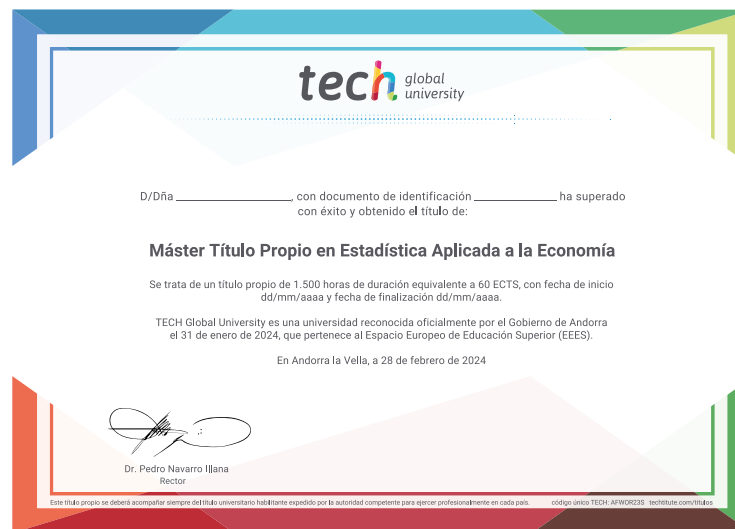 tech global university
D/Dña ______________, con documento de identificación __________ ha superado
con éxito y obtenido el título de:
Máster Título Propio en Estadística Aplicada a la Economía
Se trata de un título propio de 1.500 horas de duración equivalente a 60 ECTS, con fecha de inicio
dd/mm/aaaa y fecha de finalización dd/mm/aaaa.
TECH Global University es una universidad reconocida oficialmente por el Gobierno de Andorra
el 31 de enero de 2024, que pertenece al Espacio Europeo de Educación Superior (EEES).
En Andorra la Vella, a 28 de febrero de 2024
Dr. Pedro Navarro Illana
Rector
Este título propio se deberá acompañar siempre del título universitario habilitante expedido por la autoridad competente para ejercer profesionalmente en cada país. código único TECH: AFWOR23S techtitute.com/titulos